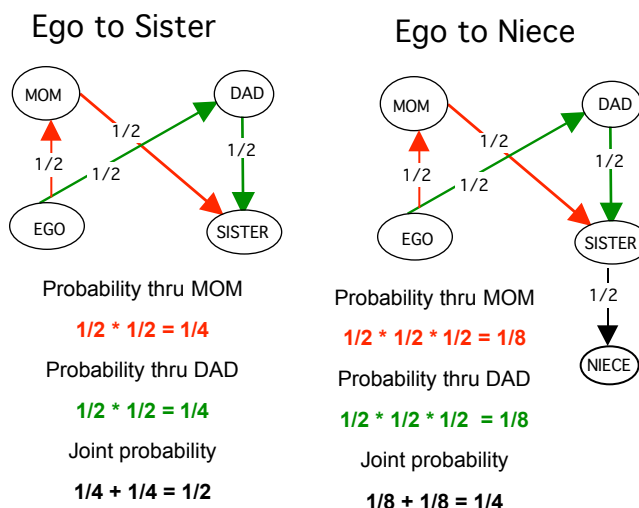 Ego to Sister
MOM
DAD
1/2
1/2
1/2
1/2
EGO
SISTER
Probability thru MOM
1/2 * 1/2 = 1/4
Probability thru DAD
1/2 * 1/2 = 1/4
Joint probability
1/4 + 1/4 = 1/2
Ego to Niece
MOM
DAD
1/2
1/2
1/2
1/2
EGO
SISTER
1/2
NIECE
Probability thru MOM
1/2 * 1/2 * 1/2 = 1/8
Probability thru DAD
1/2 * 1/2 * 1/2 = 1/8
Joint probability
1/8 + 1/8 = 1/4